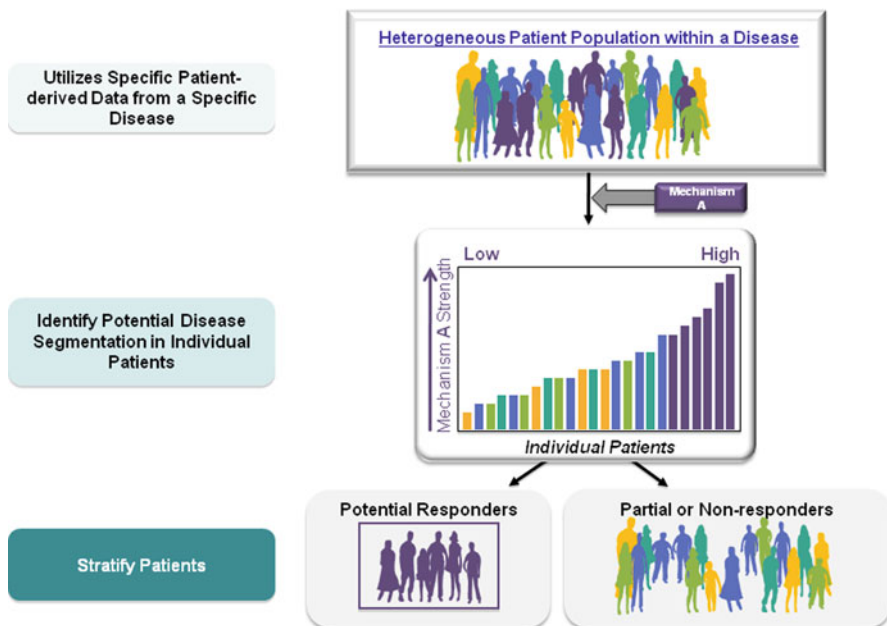 Heterogeneous Patient Population within a Disease
Utilizes Specific Patient-
derived Data from a Specific
Disease
Mechanism
A
Low
High
Mechanism A Strength
Identify Potential Disease
Segmentation in Individual
Patients
Individual Patients
Potential Responders
Partial or Non-responders
Stratify Patients